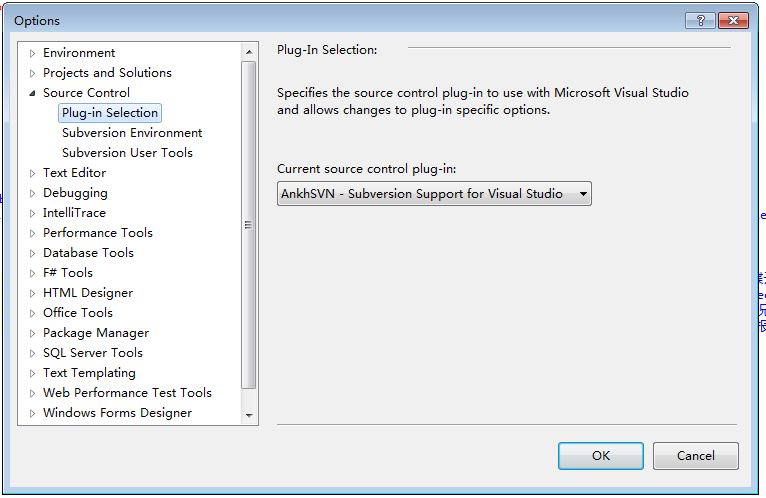 Options
Environment
Projects and Solutions
Source Control
Plug-in Selection
Subversion Environment
Subversion User Tools
Text Editor
Debugging
IntelliTrace
Performance Tools
Database Tools
F# Tools
HTML Designer
Office Tools
Package Manager
SQL Server Tools
Text Templating
Web Performance Test Tools
Windows Forms Designer
Plug-In Selection:
Specifies the source control plug-in to use with Microsoft Visual Studio
and allows changes to plug-in specific options.
Current source control plug-in:
AnkhSVN - Subversion Support for Visual Studio
OK
Cancel